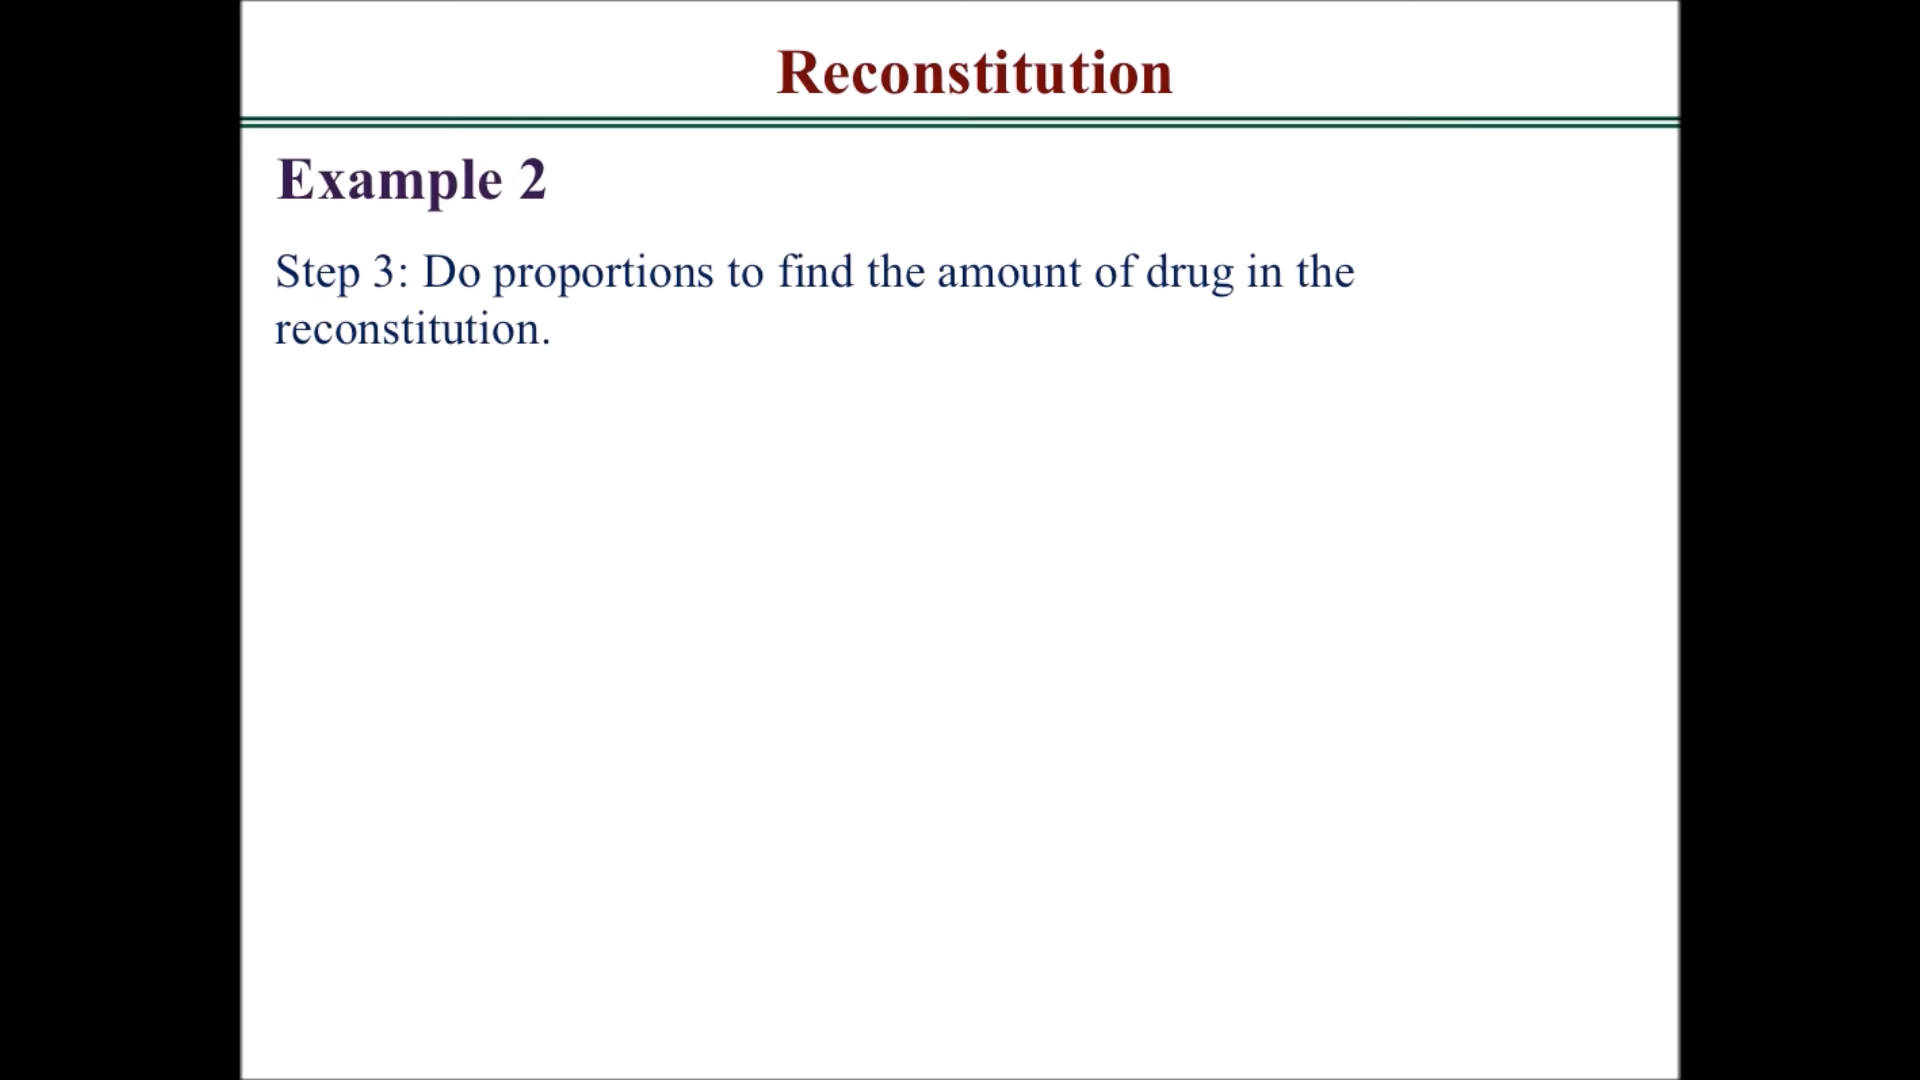 Reconstitution
Example 2
Step 3: Do proportions to find the amount of drug in the
reconstitution.